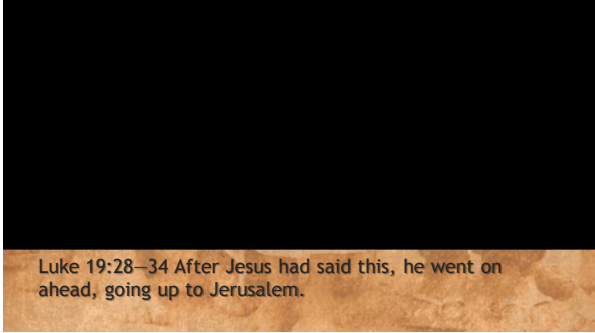 Luke 19:28—34 After Jesus had said this, he went on
ahead, going up to Jerusalem.